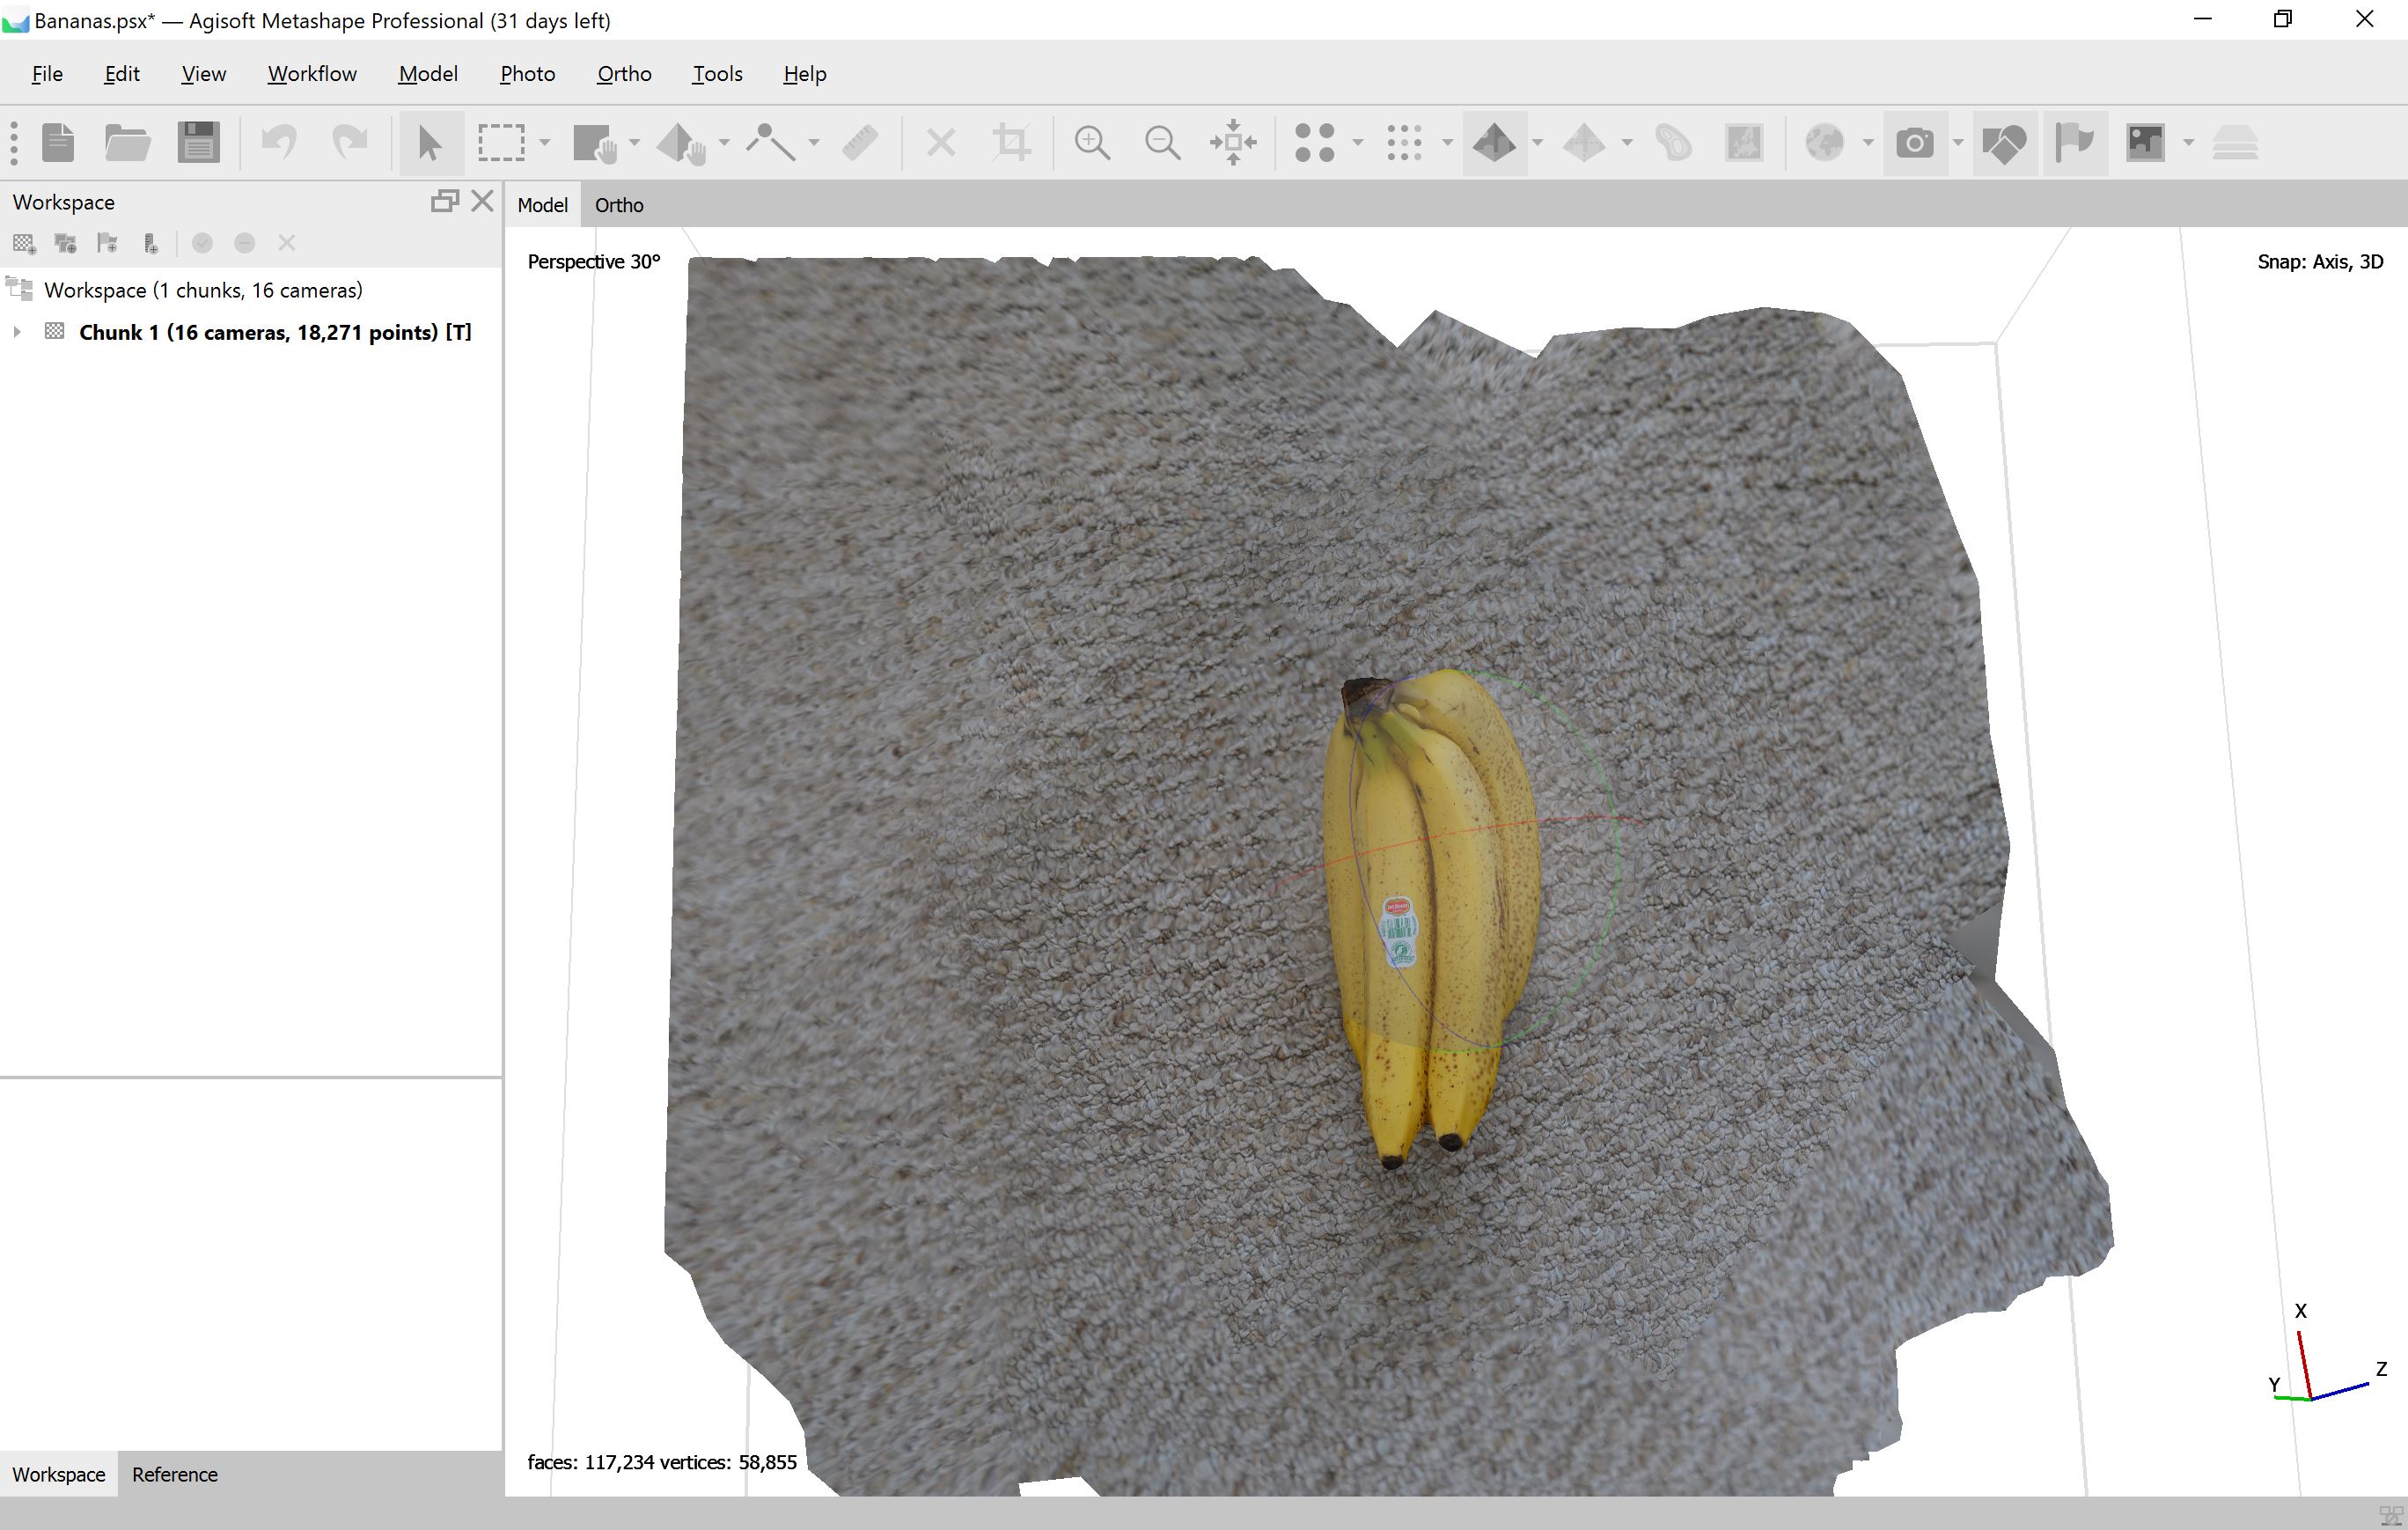 Bananas.psx* — Agisoft Metashape Professional (31 days left)
File Edit View Workflow Model Photo Ortho Tools Help
Workspace
Model Ortho
Perspective 30°
Snap: Axis, 3D
Workspace (1 chunks, 16 cameras)
Chunk 1 (16 cameras, 18,271 points) [T]
X
Y
Z
faces: 117,234 vertices: 58,855
Workspace Reference